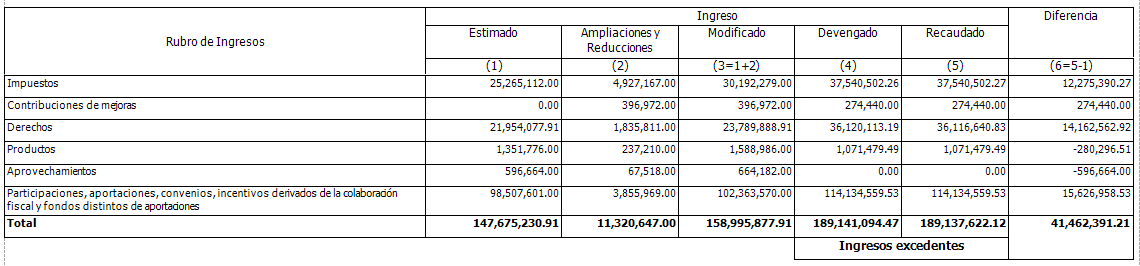 Rubro de Ingresos Ingreso Diferencia
Estimado Ampliaciones y Reducciones Modificado Devengado Recaudado
(1) (2) (3=1+2) (4) (5) (6=5-1)
Impuestos 25,265,112.00 4,927,167.00 30,192,279.00 37,540,502.26 37,540,502.27 12,275,390.27
Contribuciones de mejoras 0.00 396,972.00 396,972.00 274,440.00 274,440.00 274,440.00
Derechos 21,954,077.91 1,835,811.00 23,789,888.91 36,120,113.19 36,116,640.83 14,162,562.92
Productos 1,351,776.00 237,210.00 1,588,986.00 1,071,479.49 1,071,479.49 -280,296.51
Aprovechamientos 596,664.00 67,518.00 664,182.00 0.00 0.00 -596,664.00
Participaciones, aportaciones, convenios, incentivos derivados de la colaboración
fiscal y fondos distintos de aportaciones 98,507,601.00 3,855,969.00 102,363,570.00 114,134,559.53 114,134,559.53 15,626,958.53
Total 147,675,230.91 11,320,647.00 158,995,877.91 189,141,094.47 189,137,622.12 41,462,391.21
Ingresos excedentes